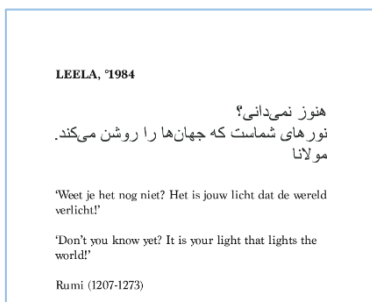 LEELA, °1984
هنوز نمی‌دانی؟
نورهای شماست که جهان‌ها را روشن می‌کند.
مولانا
‘Weet je het nog niet? Het is jouw licht dat de wereld
verlicht!’
‘Don’t you know yet? It is your light that lights the
world!’
Rumi (1207-1273)